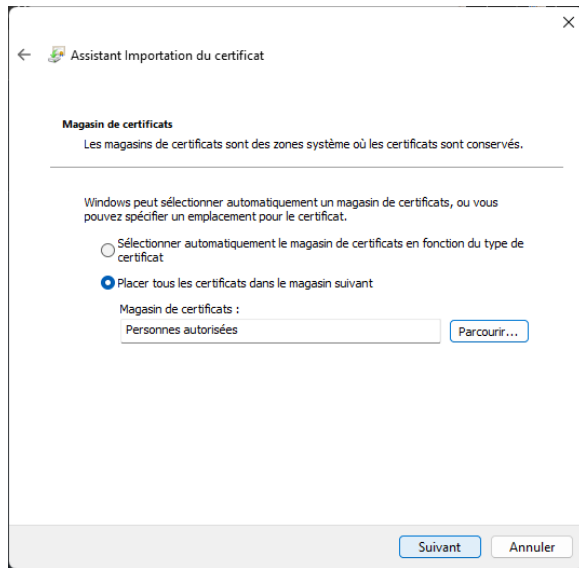 Assistant Importation du certificat
Magasin de certificats
Les magasins de certificats sont des zones système où les certificats sont conservés.
Windows peut sélectionner automatiquement un magasin de certificats, ou vous
pouvez spécifier un emplacement pour le certificat.
Sélectionner automatiquement le magasin de certificats en fonction du type de
certificat
Placer tous les certificats dans le magasin suivant
Magasin de certificats :
Personnes autorisées
Parcourir...
Suivant
Annuler